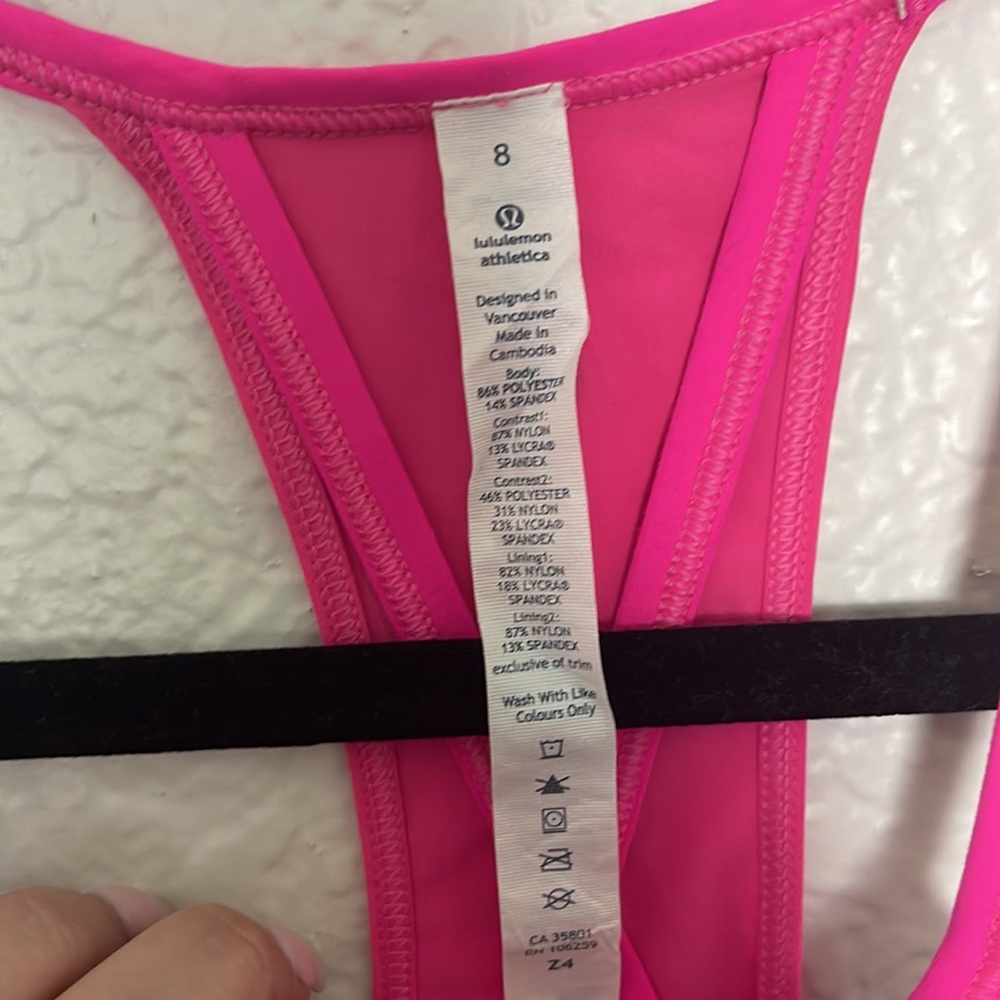 8
lululemon
athletica
Designed in
Vancouver
Made in
Cambodia
Body:
86% POLYESTER
14% SPANDEX
Contrast1:
87% NYLON
13% LYCRA®
SPANDEX
Contrast2:
46% POLYESTER
31% NYLON
23% LYCRA®
SPANDEX
Lining1:
82% NYLON
18% LYCRA®
SPANDEX
Lining2:
87% NYLON
13% SPANDEX
exclusive of trim
Wash With Like
Colours Only
CA 35801
RN 106259
Z4